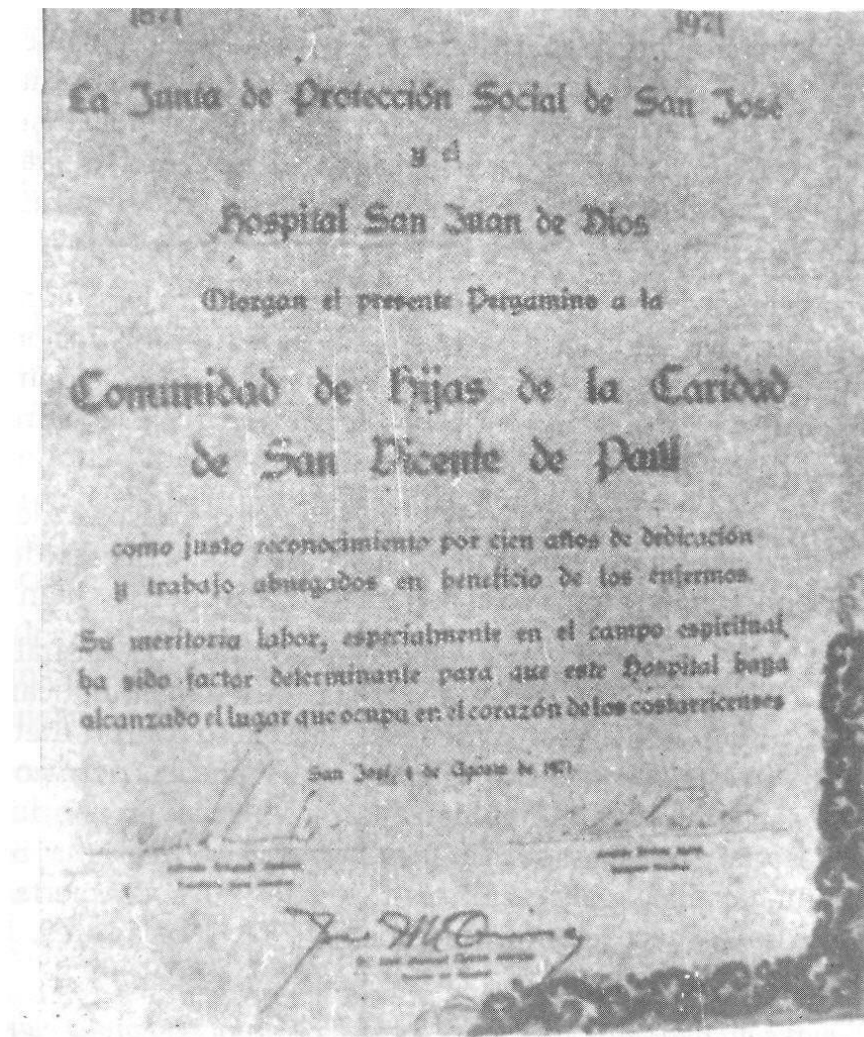 1871 1971
La Junta de Protección Social de San José
y el
Hospital San Juan de Dios
Otorgan el presente Pergamino a la
Comunidad de Hijas de la Caridad
de San Vicente de Paúl
como justo reconocimiento por cien años de dedicación
y trabajo abnegados en beneficio de los enfermos.
Su meritoria labor, especialmente en el campo espiritual,
ha sido factor determinante para que este Hospital haya
alcanzado el lugar que ocupa en el corazón de los costarricenses
San José, de Agosto de 1971.